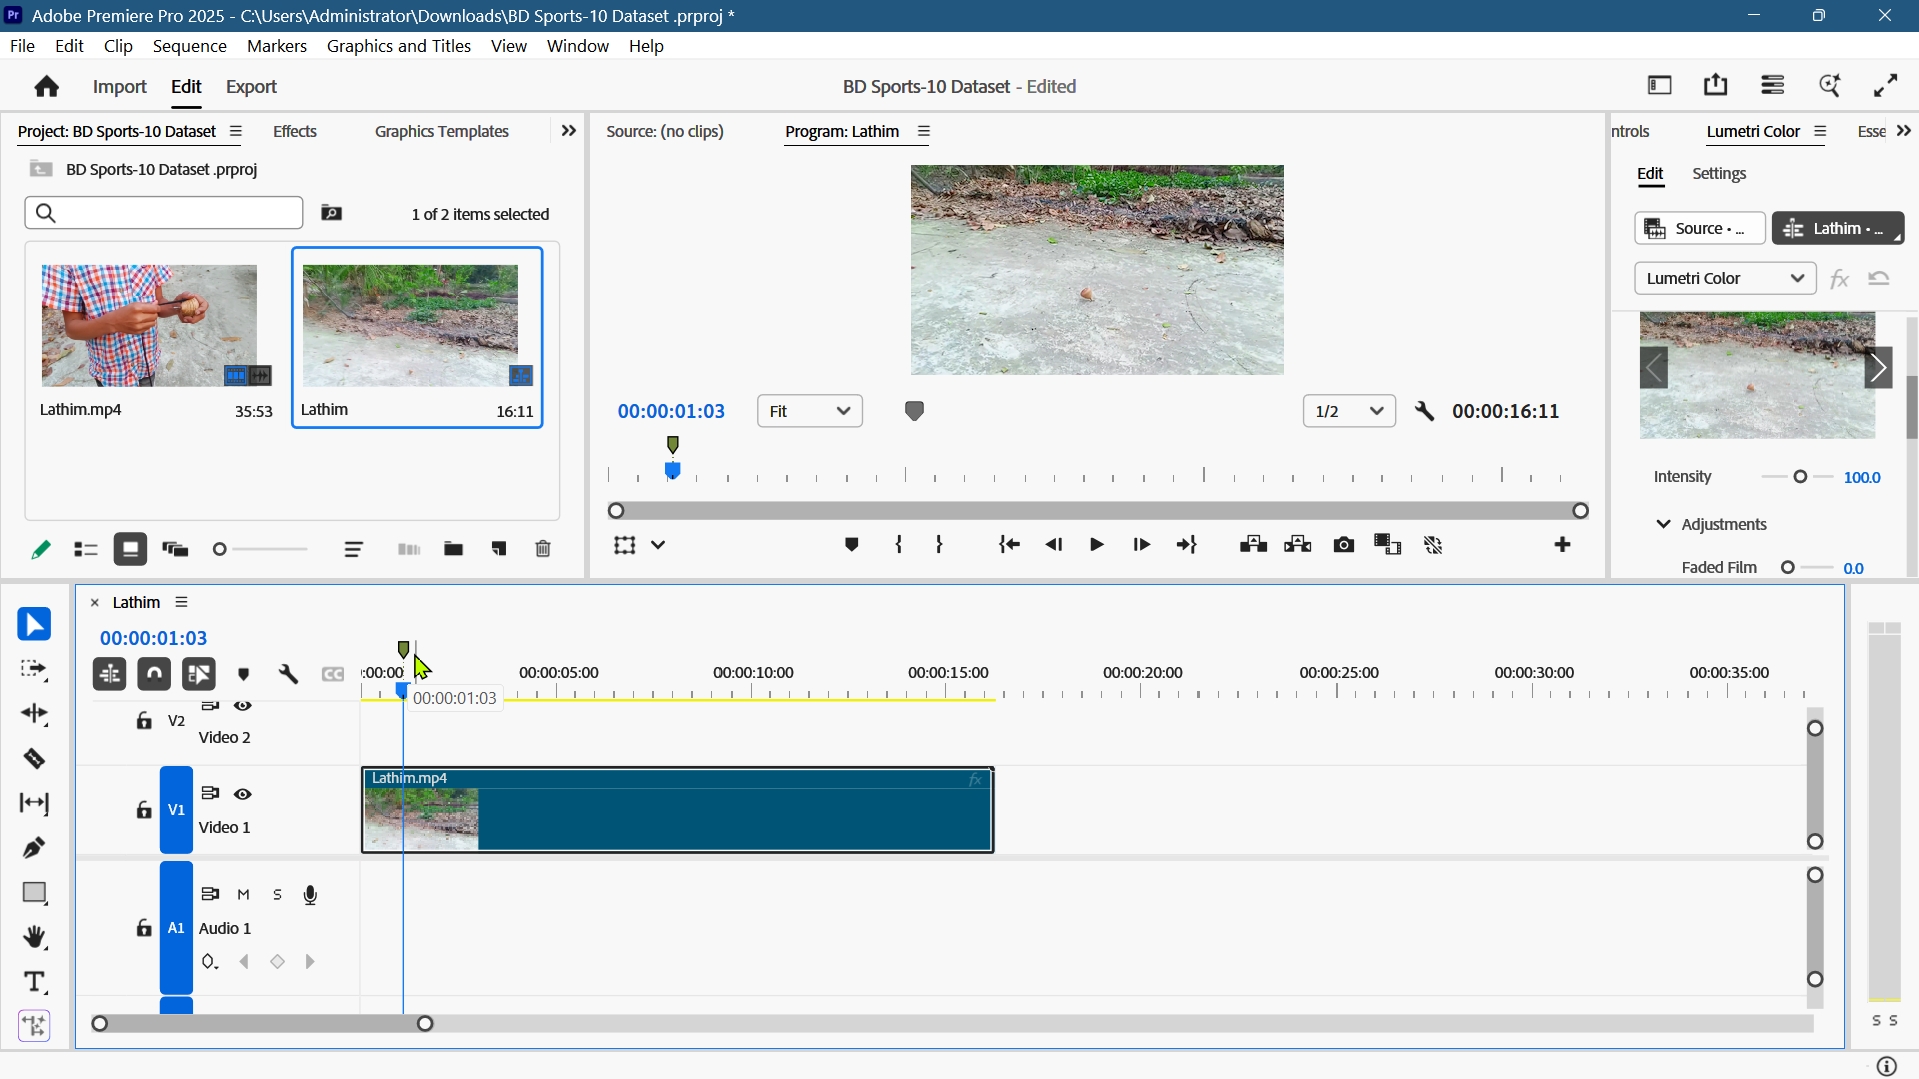 Pr Adobe Premiere Pro 2025 - C:\Users\Administrator\Downloads\BD Sports-10 Dataset .prproj *
File Edit Clip Sequence Markers Graphics and Titles View Window Help
Import Edit Export BD Sports-10 Dataset - Edited
Project: BD Sports-10 Dataset Effects Graphics Templates Source: (no clips) Program: Lathim ntrols Lumetri Color Esse
BD Sports-10 Dataset .prproj
Edit Settings
1 of 2 items selected
Source • ... Lathim • ...
Lumetri Color fx
Lathim.mp4 35:53 Lathim 16:11
00:00:01:03 Fit 1/2 00:00:16:11
Intensity 100.0
Adjustments
Faded Film 0.0
Lathim
00:00:01:03
CC :00:00 00:00:05:00 00:00:10:00 00:00:15:00 00:00:20:00 00:00:25:00 00:00:30:00 00:00:35:00
00:00:01:03
V2
Video 2
Lathim.mp4 fx
V1
Video 1
M S
A1 Audio 1
T
S S